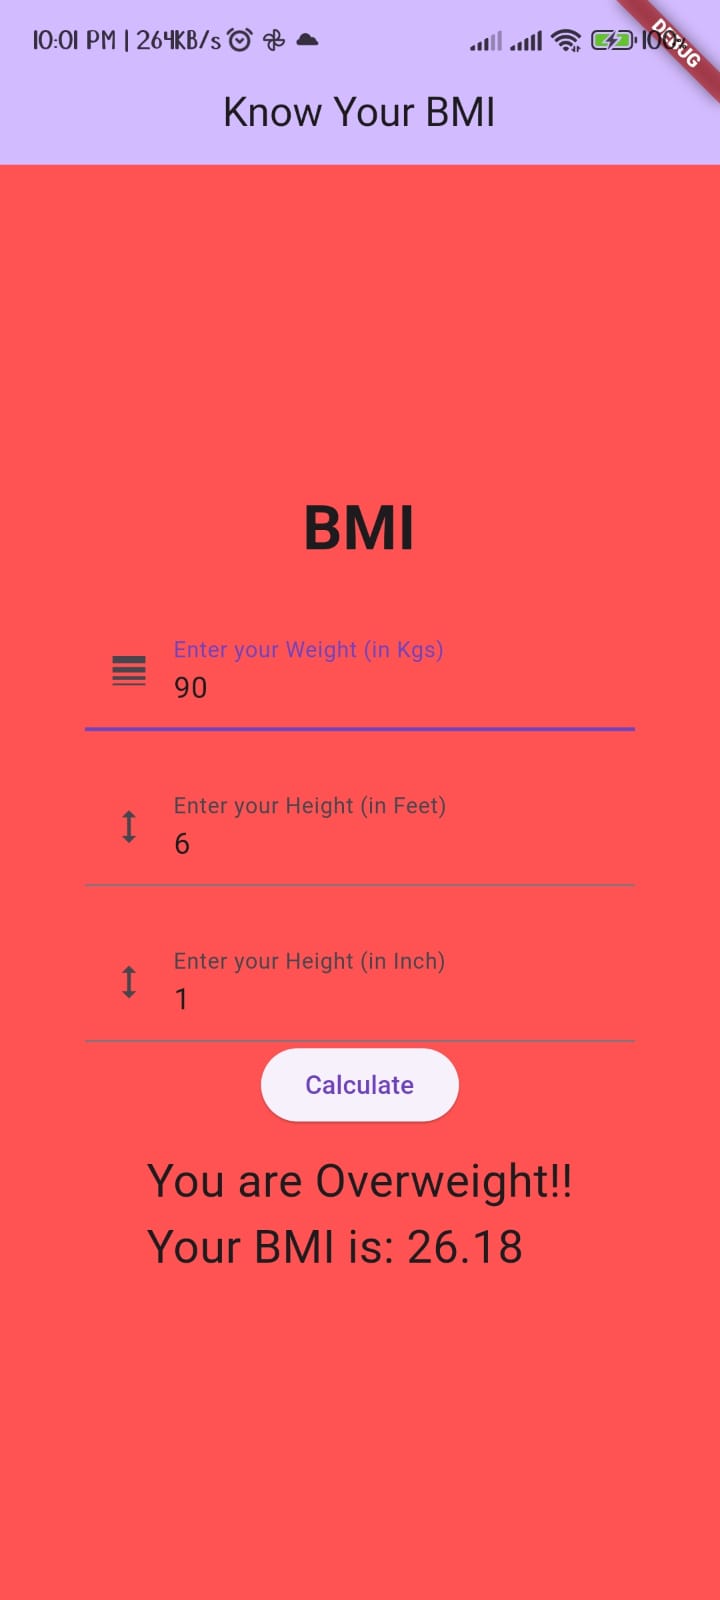 10:01 PM | 264KB/s
DEBUG
Know Your BMI
BMI
Enter your Weight (in Kgs)
90
Enter your Height (in Feet)
6
Enter your Height (in Inch)
1
Calculate
You are Overweight!!
Your BMI is: 26.18